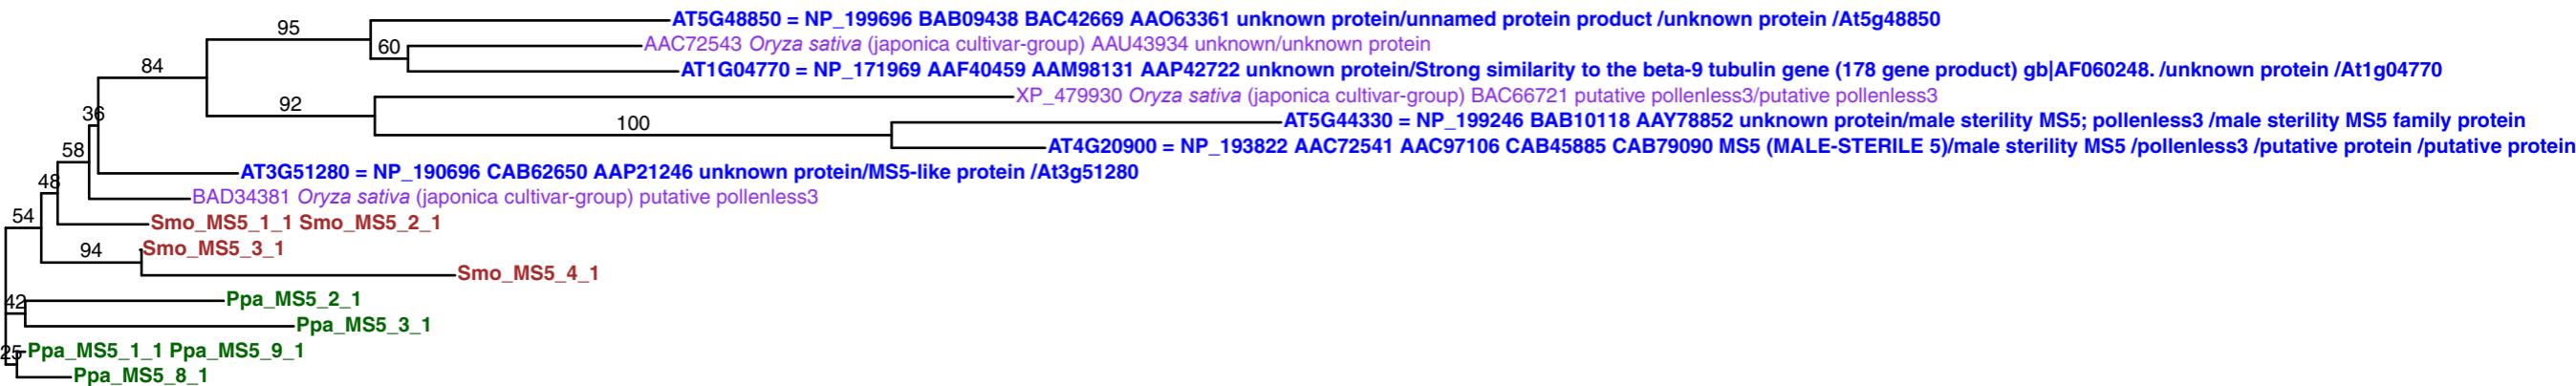 95
AT5G48850 = NP_199696 BAB09438 BAC42669 AAO63361 unknown protein/unnamed protein product /unknown protein /At5g48850
60
AAC72543 Oryza sativa (japonica cultivar-group) AAU43934 unknown/unknown protein
84
AT1G04770 = NP_171969 AAF40459 AAM98131 AAP42722 unknown protein/Strong similarity to the beta-9 tubulin gene (178 gene product) gb|AF060248. /unknown protein /At1g04770
92
XP_479930 Oryza sativa (japonica cultivar-group) BAC66721 putative pollenless3/putative pollenless3
36
100
AT5G44330 = NP_199246 BAB10118 AAY78852 unknown protein/male sterility MS5; pollenless3 /male sterility MS5 family protein
58
AT4G20900 = NP_193822 AAC72541 AAC97106 CAB45885 CAB79090 MS5 (MALE-STERILE 5)/male sterility MS5 /pollenless3 /putative protein /putative protein
AT3G51280 = NP_190696 CAB62650 AAP21246 unknown protein/MS5-like protein /At3g51280
48
BAD34381 Oryza sativa (japonica cultivar-group) putative pollenless3
54
Smo_MS5_1_1 Smo_MS5_2_1
94
Smo_MS5_3_1
Smo_MS5_4_1
42
Ppa_MS5_2_1
Ppa_MS5_3_1
25
Ppa_MS5_1_1 Ppa_MS5_9_1
Ppa_MS5_8_1